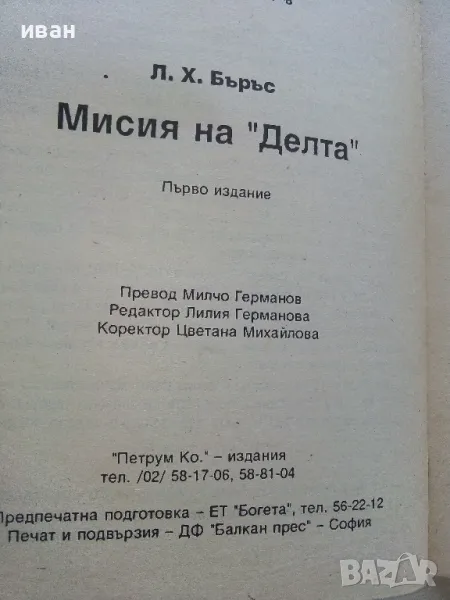 иван
Л. Х. Бъръс
Мисия на "Делта"
Първо издание
Превод Милчо Германов
Редактор Лилия Германова
Коректор Цветана Михайлова
"Петрум Ко." – издания
тел. /02/ 58-17-06, 58-81-04
Предпечатна подготовка – ЕТ "Богета", тел. 56-22-12
Печат и подвързия – ДФ "Балкан прес" – София
BAZAR